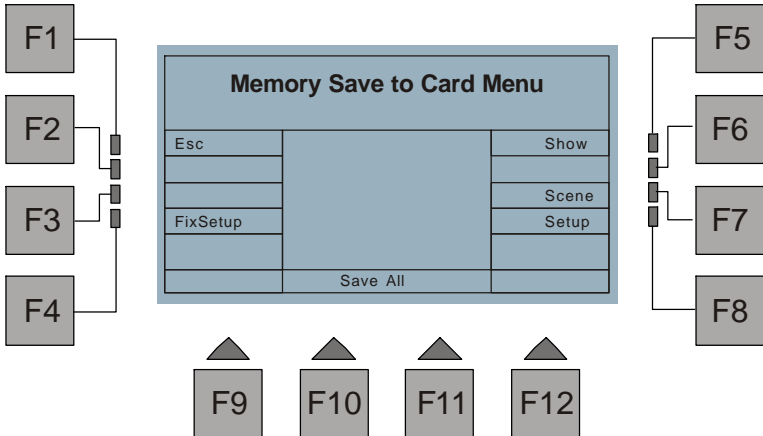 F1
F5
Memory Save to Card Menu
F2
F6
Esc
Show
Scene
F3
FixSetup
Setup
F7
Save All
F4
F8
F9
F10
F11
F12